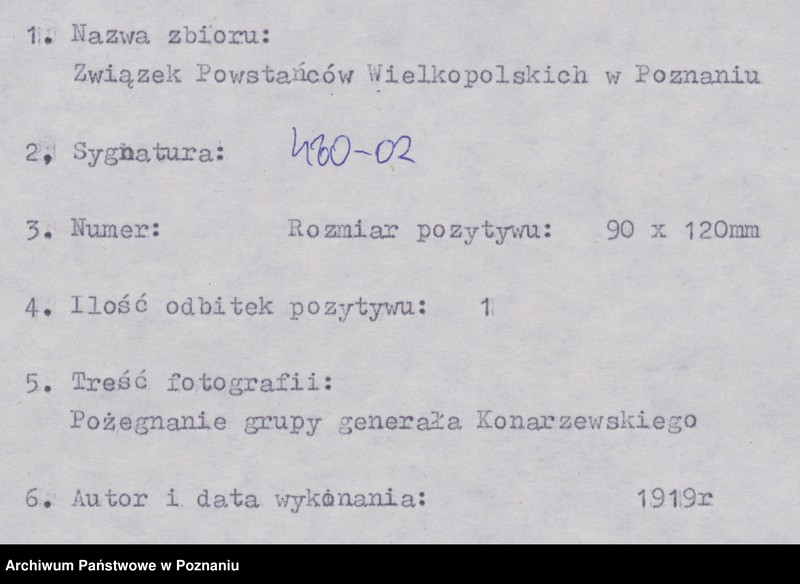 1. Nazwa zbioru:
Związek Powstańców Wielkopolskich w Poznaniu
2. Sygnatura: 480-02
3. Numer: Rozmiar pozytywu: 90 x 120mm
4. Ilość odbitek pozytywu: 1
5. Treść fotografii:
Pożegnanie grupy generała Konarzewskiego
6. Autor i data wykonania: 1919r
Archiwum Państwowe w Poznaniu